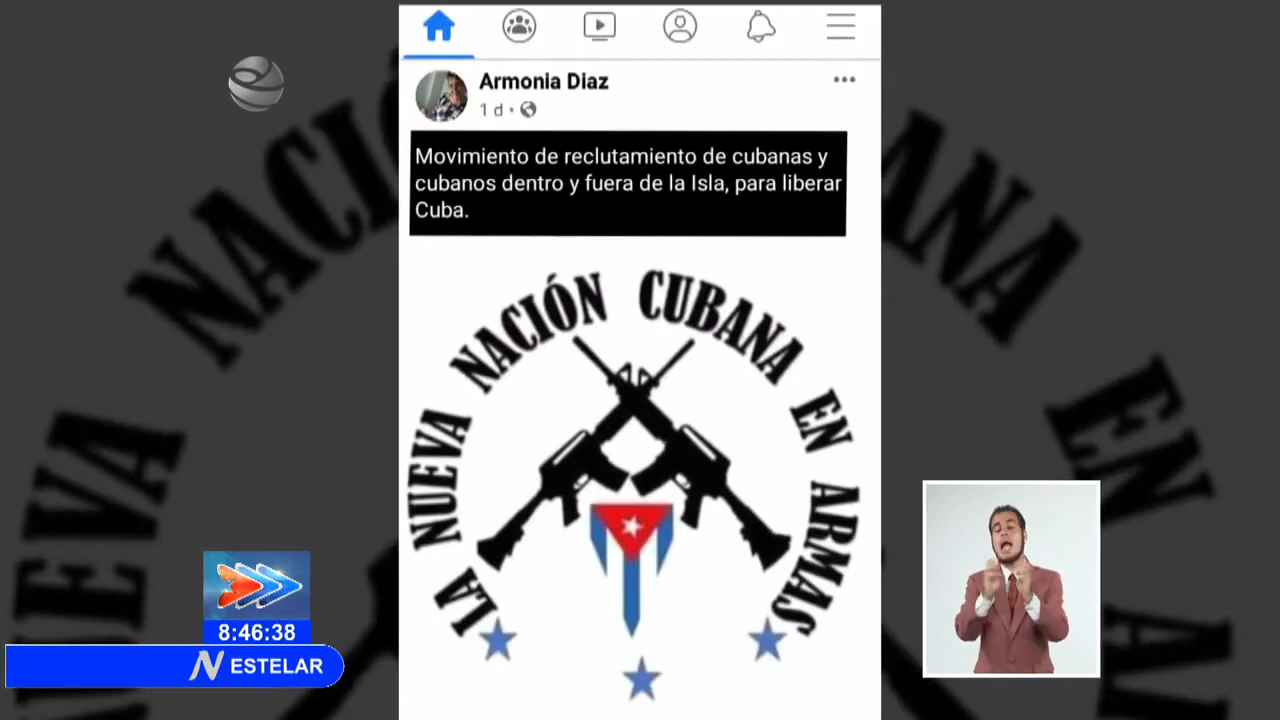 Armonia Diaz
1 d
Movimiento de reclutamiento de cubanas y
cubanos dentro y fuera de la Isla, para liberar
Cuba.
LA NUEVA NACIÓN CUBANA EN ARMAS
8:46:38
N ESTELAR